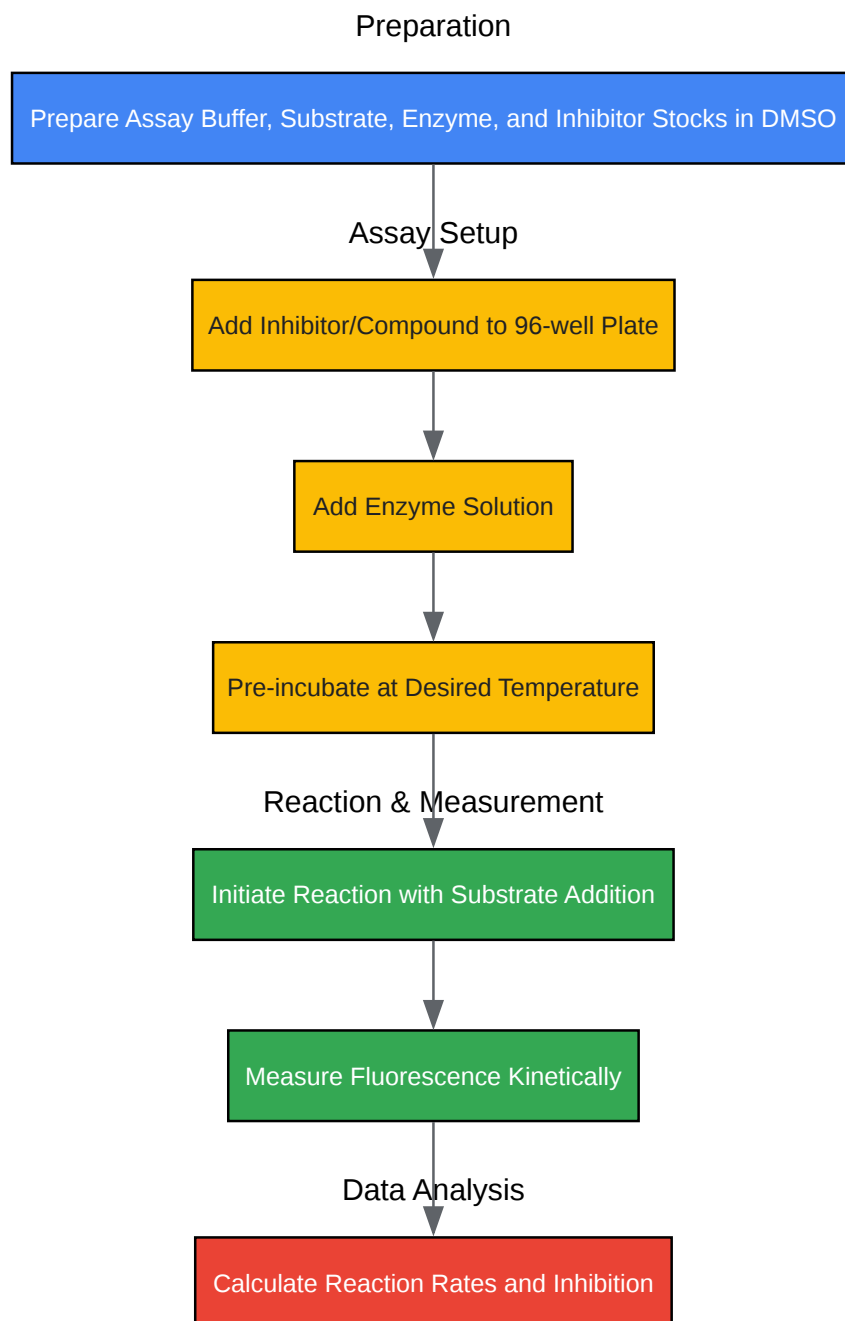 Preparation
Prepare Assay Buffer, Substrate, Enzyme, and Inhibitor Stocks in DMSO
Assay Setup
Add Inhibitor/Compound to 96-well Plate
Add Enzyme Solution
Pre-incubate at Desired Temperature
Reaction & Measurement
Initiate Reaction with Substrate Addition
Measure Fluorescence Kinetically
Data Analysis
Calculate Reaction Rates and Inhibition